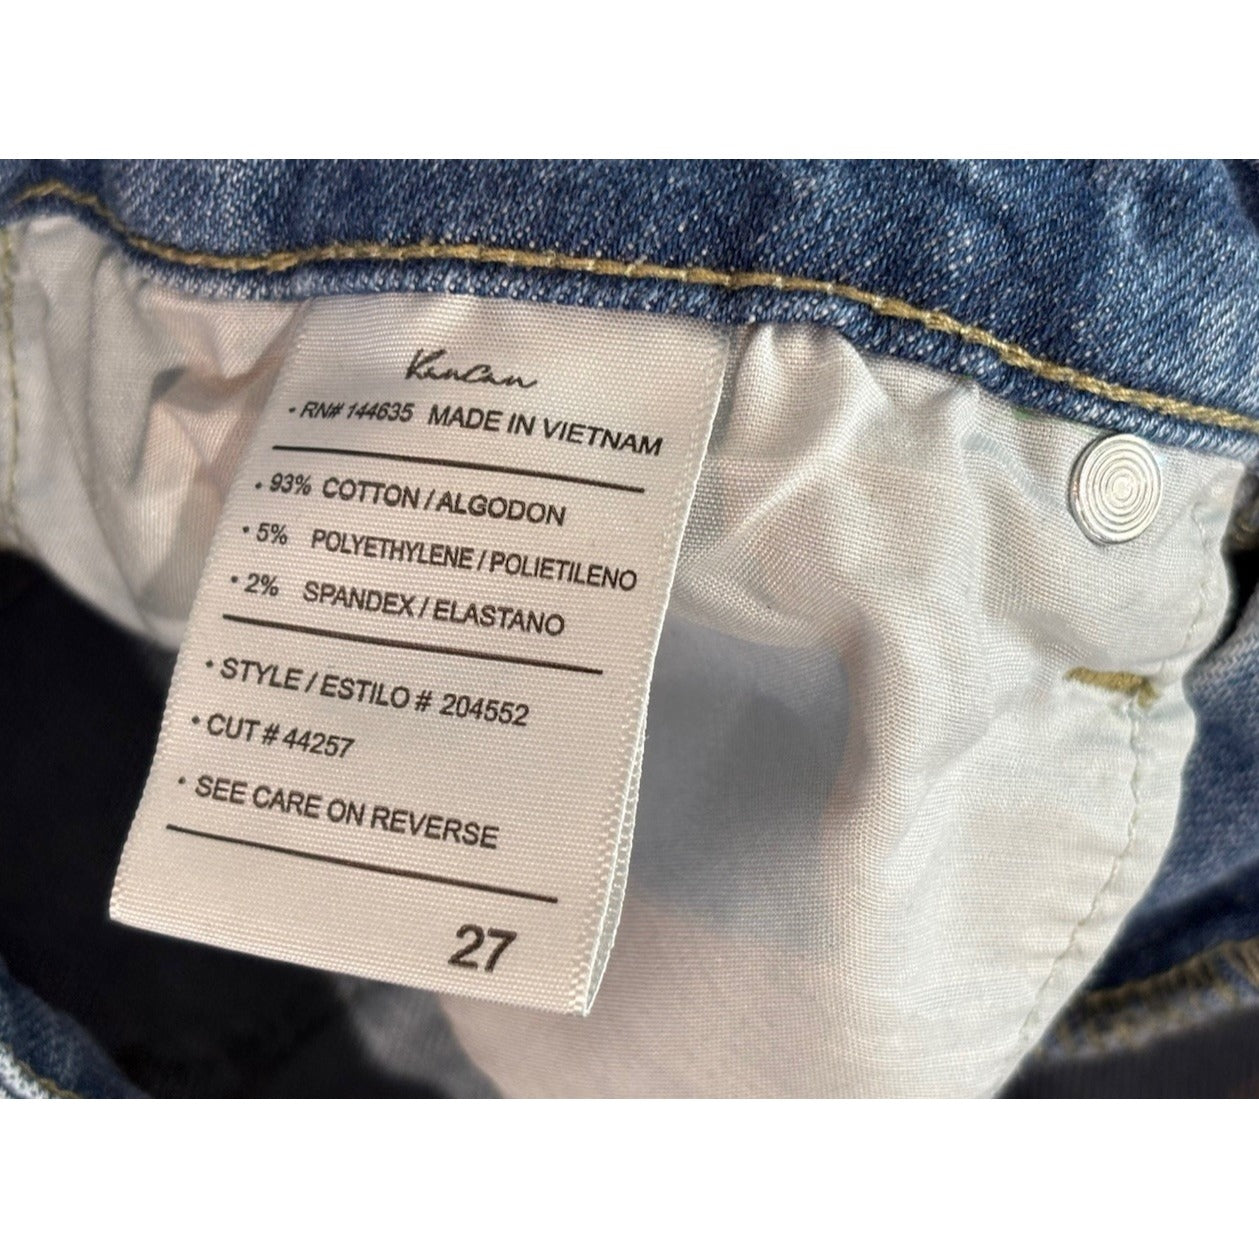 KanCan
• RN# 144635 MADE IN VIETNAM
• 93% COTTON / ALGODON
• 5% POLYETHYLENE / POLIETILENO
• 2% SPANDEX / ELASTANO
• STYLE / ESTILO # 204552
• CUT # 44257
• SEE CARE ON REVERSE
27